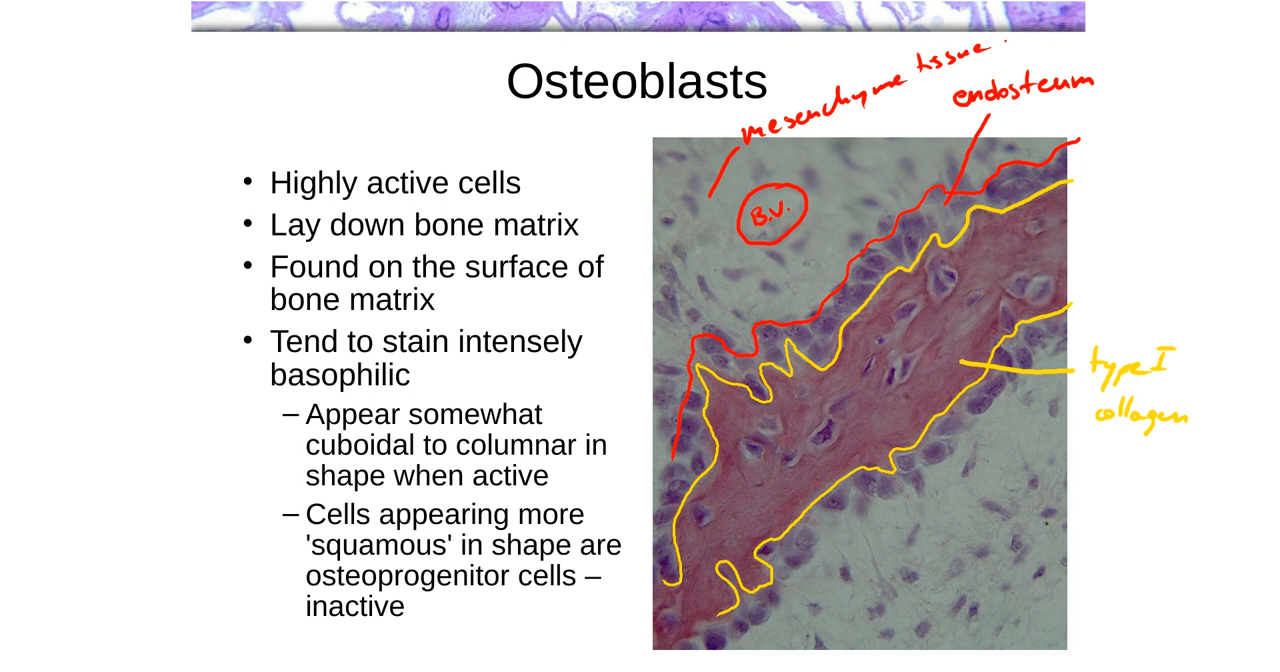 Osteoblasts
mesenchyme tissue.
endosteum
• Highly active cells
• Lay down bone matrix
• Found on the surface of
bone matrix
• Tend to stain intensely
basophilic
– Appear somewhat
cuboidal to columnar in
shape when active
– Cells appearing more
'squamous' in shape are
osteoprogenitor cells –
inactive
B.V.
type I
collagen